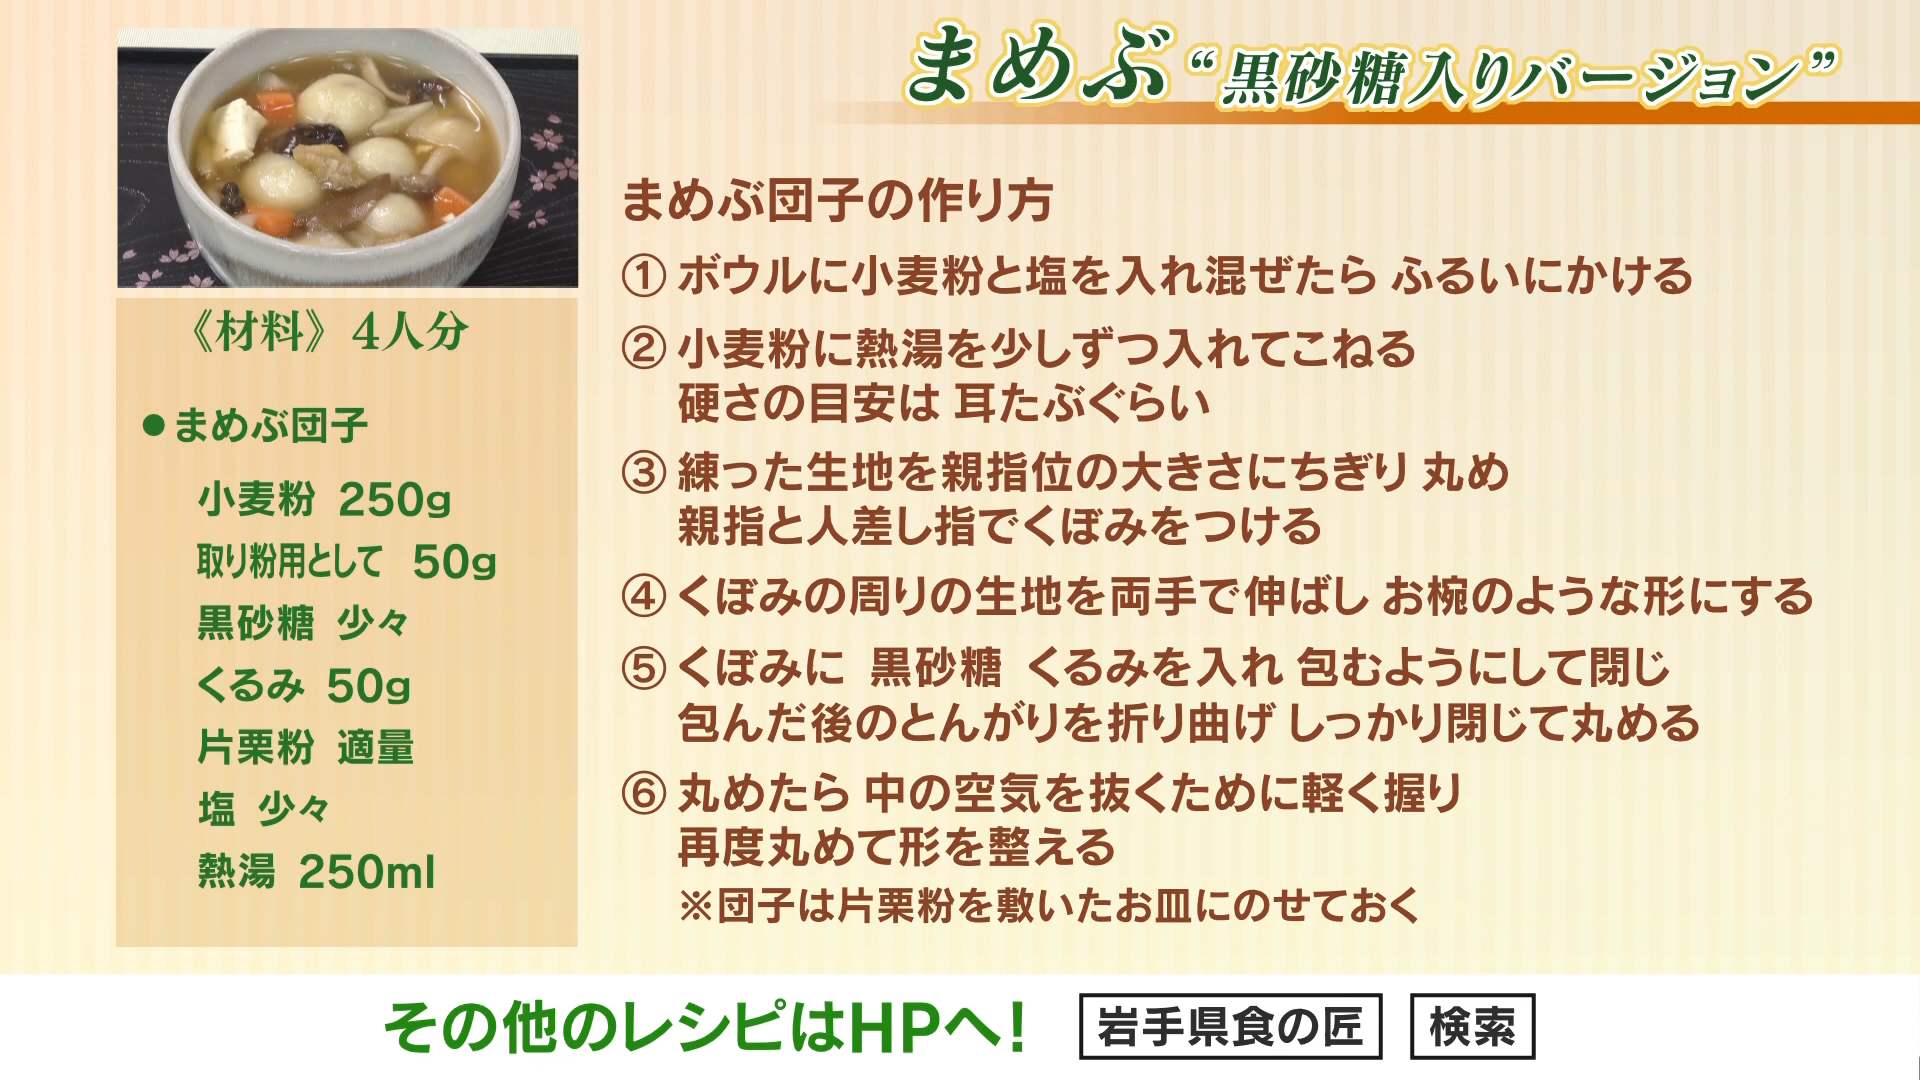 まめぶ“黒砂糖入りバージョン”
《材料》4人分
●まめぶ団子
小麦粉 250g
取り粉用として 50g
黒砂糖 少々
くるみ 50g
片栗粉 適量
塩 少々
熱湯 250ml
まめぶ団子の作り方
①ボウルに小麦粉と塩を入れ混ぜたら ふるいにかける
②小麦粉に熱湯を少しずつ入れてこねる
硬さの目安は 耳たぶぐらい
③練った生地を親指位の大きさにちぎり 丸め
親指と人差し指でくぼみをつける
④くぼみの周りの生地を両手で伸ばし お椀のような形にする
⑤くぼみに 黒砂糖 くるみを入れ 包むようにして閉じ
包んだ後のとんがりを折り曲げ しっかり閉じて丸める
⑥丸めたら 中の空気を抜くために軽く握り
再度丸めて形を整える
※団子は片栗粉を敷いたお皿にのせておく
その他のレシピはHPへ! 岩手県食の匠 検索